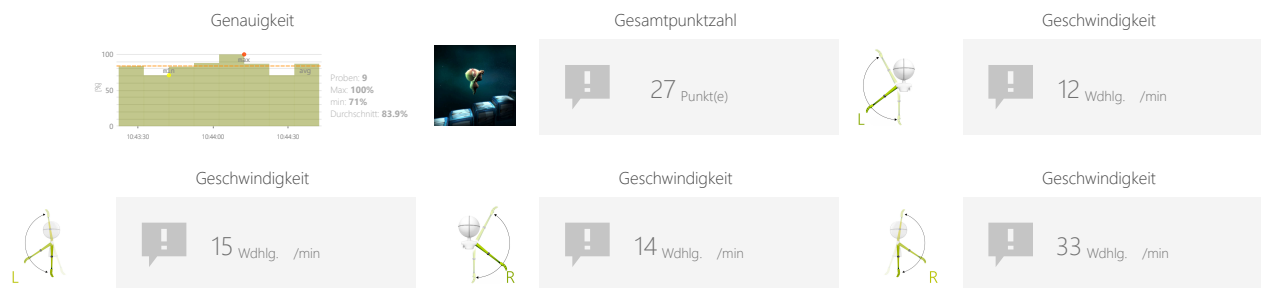 Genauigkeit
100
50
0
[%]
min
max
avg
10:43:30
10:44:00
10:44:30
Proben: 9
Max: 100%
min: 71%
Durchschnitt: 83.9%
Gesamtpunktzahl
27 Punkt(e)
Geschwindigkeit
L
12 Wdhlg. /min
Geschwindigkeit
L
15 Wdhlg. /min
Geschwindigkeit
R
14 Wdhlg. /min
Geschwindigkeit
R
33 Wdhlg. /min